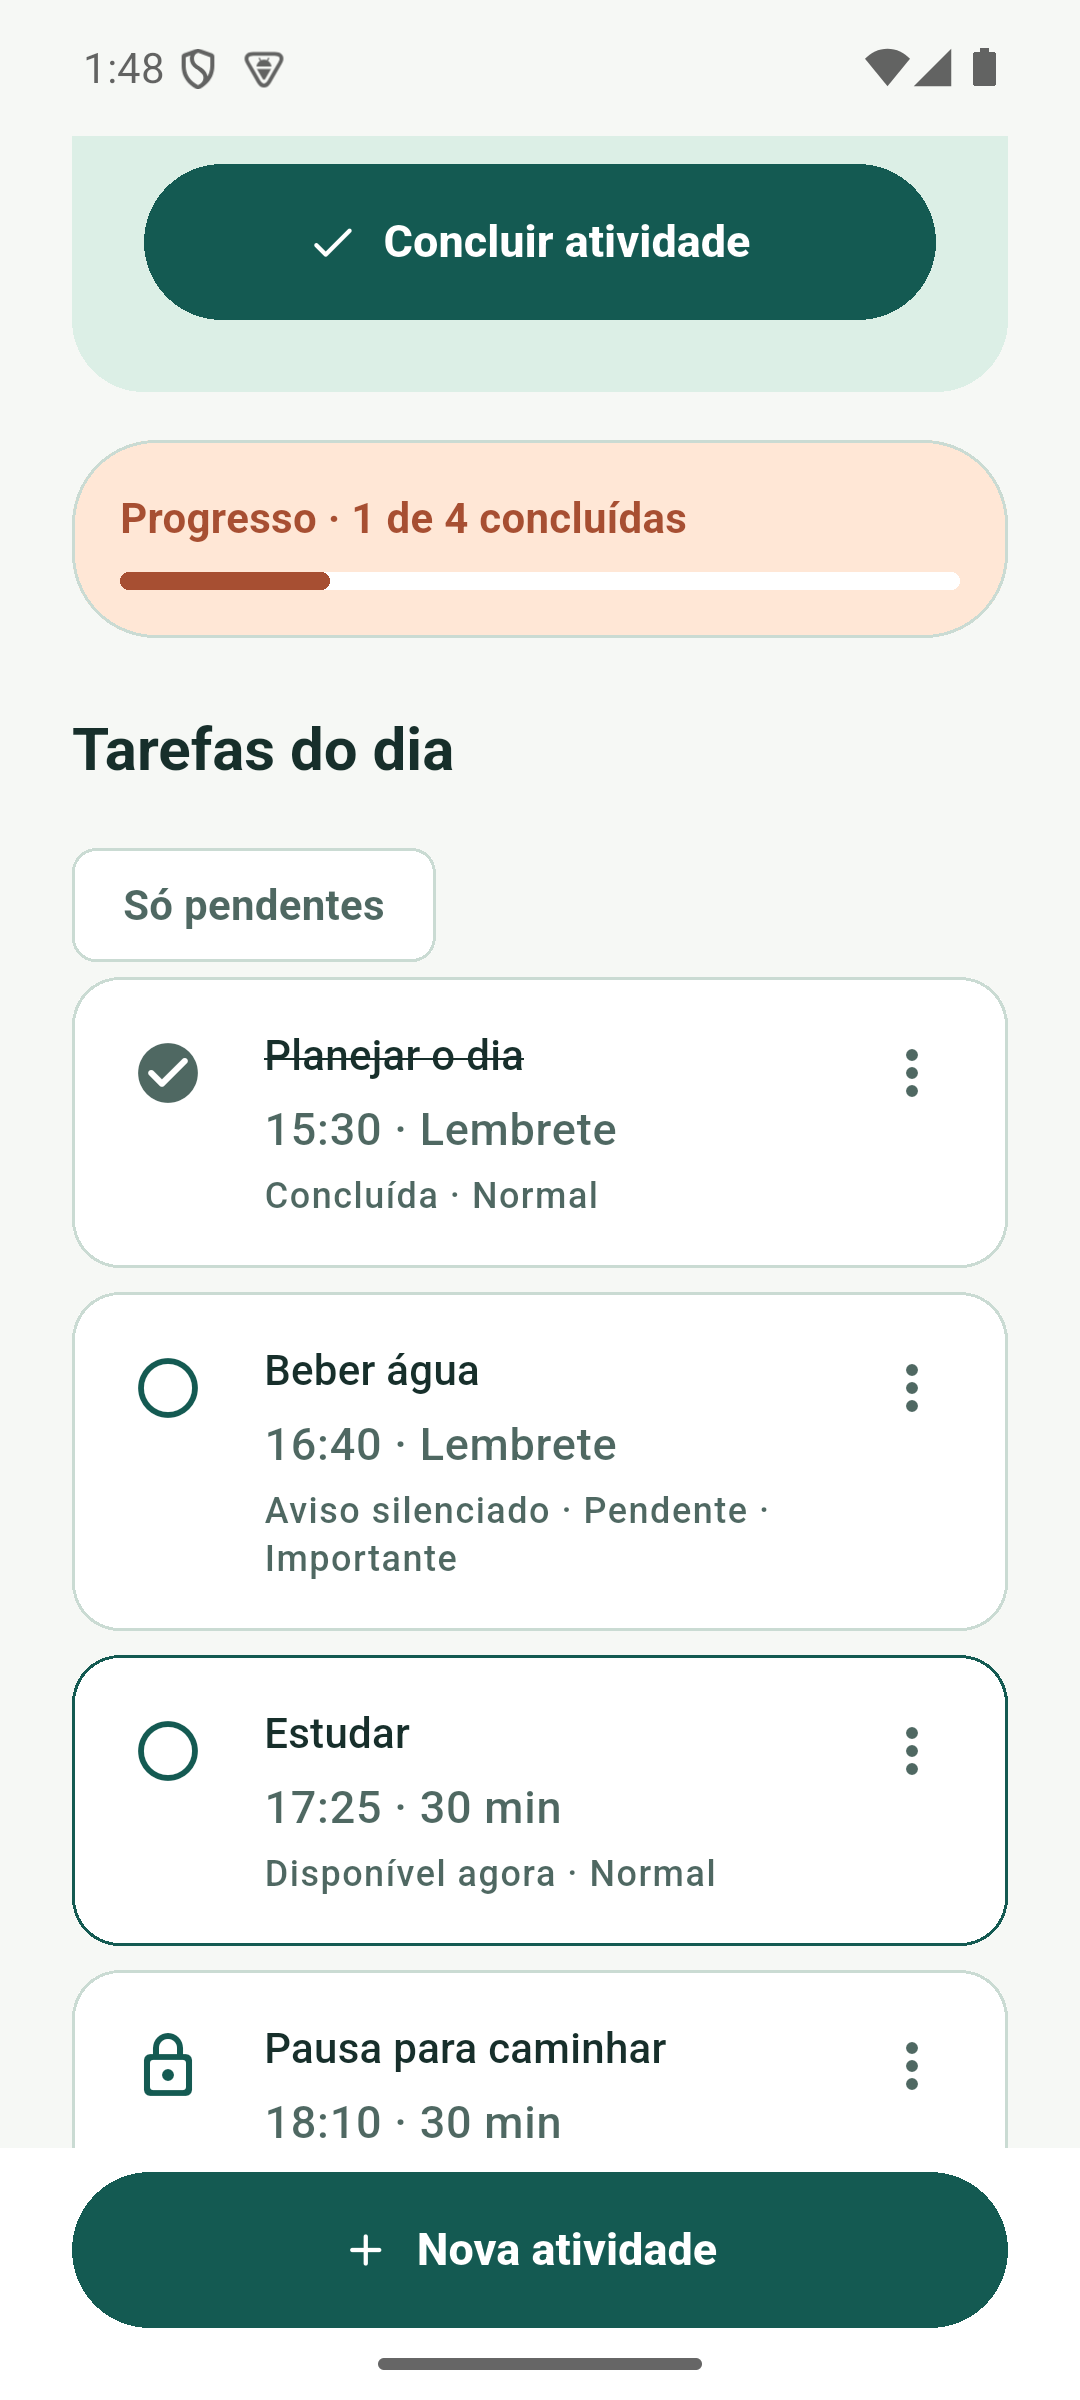 1:48
Concluir atividade
Progresso · 1 de 4 concluídas
Tarefas do dia
Só pendentes
Planejar o dia
15:30 · Lembrete
Concluída · Normal
Beber água
16:40 · Lembrete
Aviso silenciado · Pendente ·
Importante
Estudar
17:25 · 30 min
Disponível agora · Normal
Pausa para caminhar
18:10 · 30 min
Nova atividade